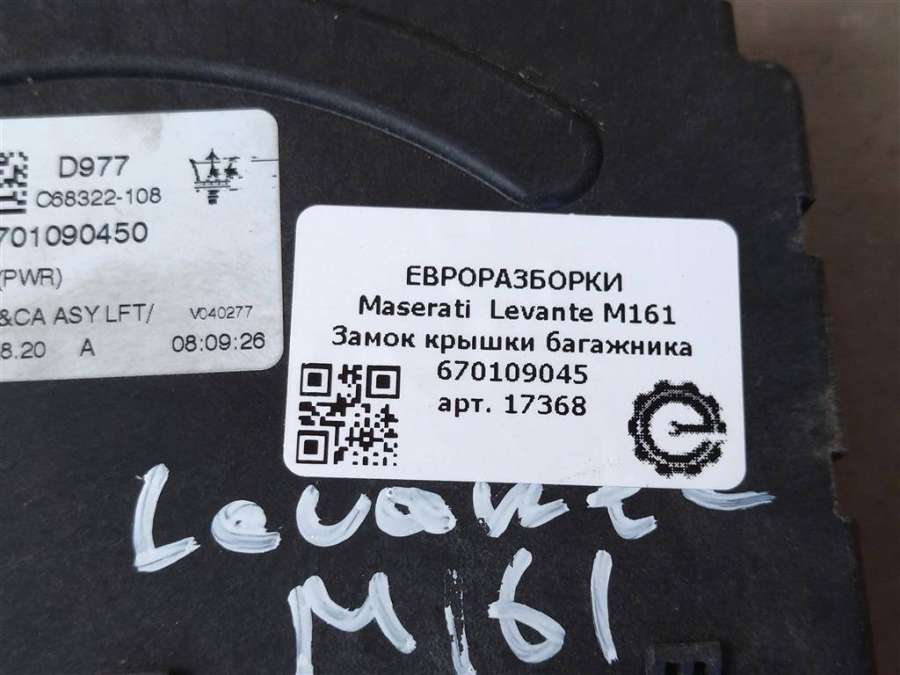 D977
C68322-108
701090450
(PWR)
&CA ASY LFT/ V040277
8.20 A 08:09:26
ЕВРОРАЗБОРКИ
Maserati Levante M161
Замок крышки багажника
670109045
арт. 17368
Levante
M161